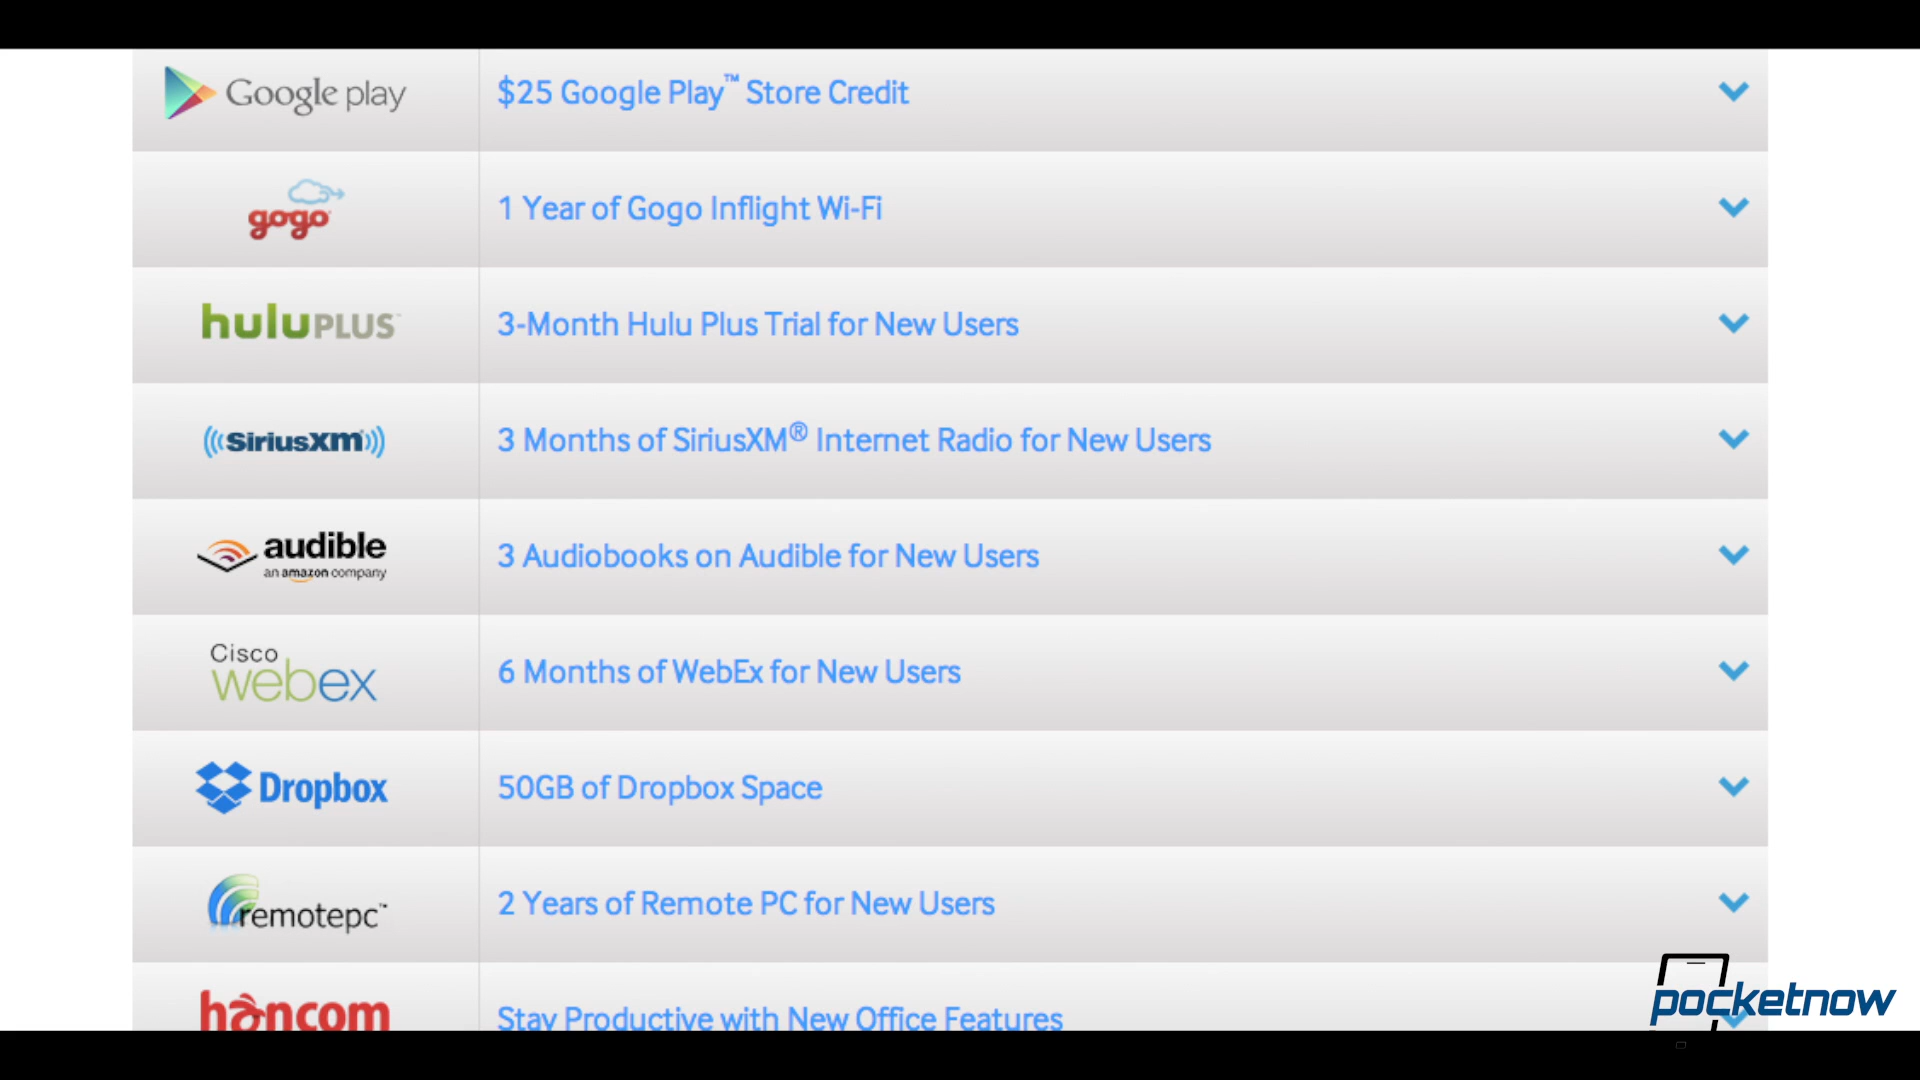 Google play
$25 Google Play™ Store Credit
gogo
1 Year of Gogo Inflight Wi-Fi
hulu PLUS™
3-Month Hulu Plus Trial for New Users
((SiriusXM))
3 Months of SiriusXM® Internet Radio for New Users
audible
an amazon company
3 Audiobooks on Audible for New Users
Cisco
webex
6 Months of WebEx for New Users
Dropbox
50GB of Dropbox Space
remotepc™
2 Years of Remote PC for New Users
hancom
Stay Productive with New Office Features
pocketnow